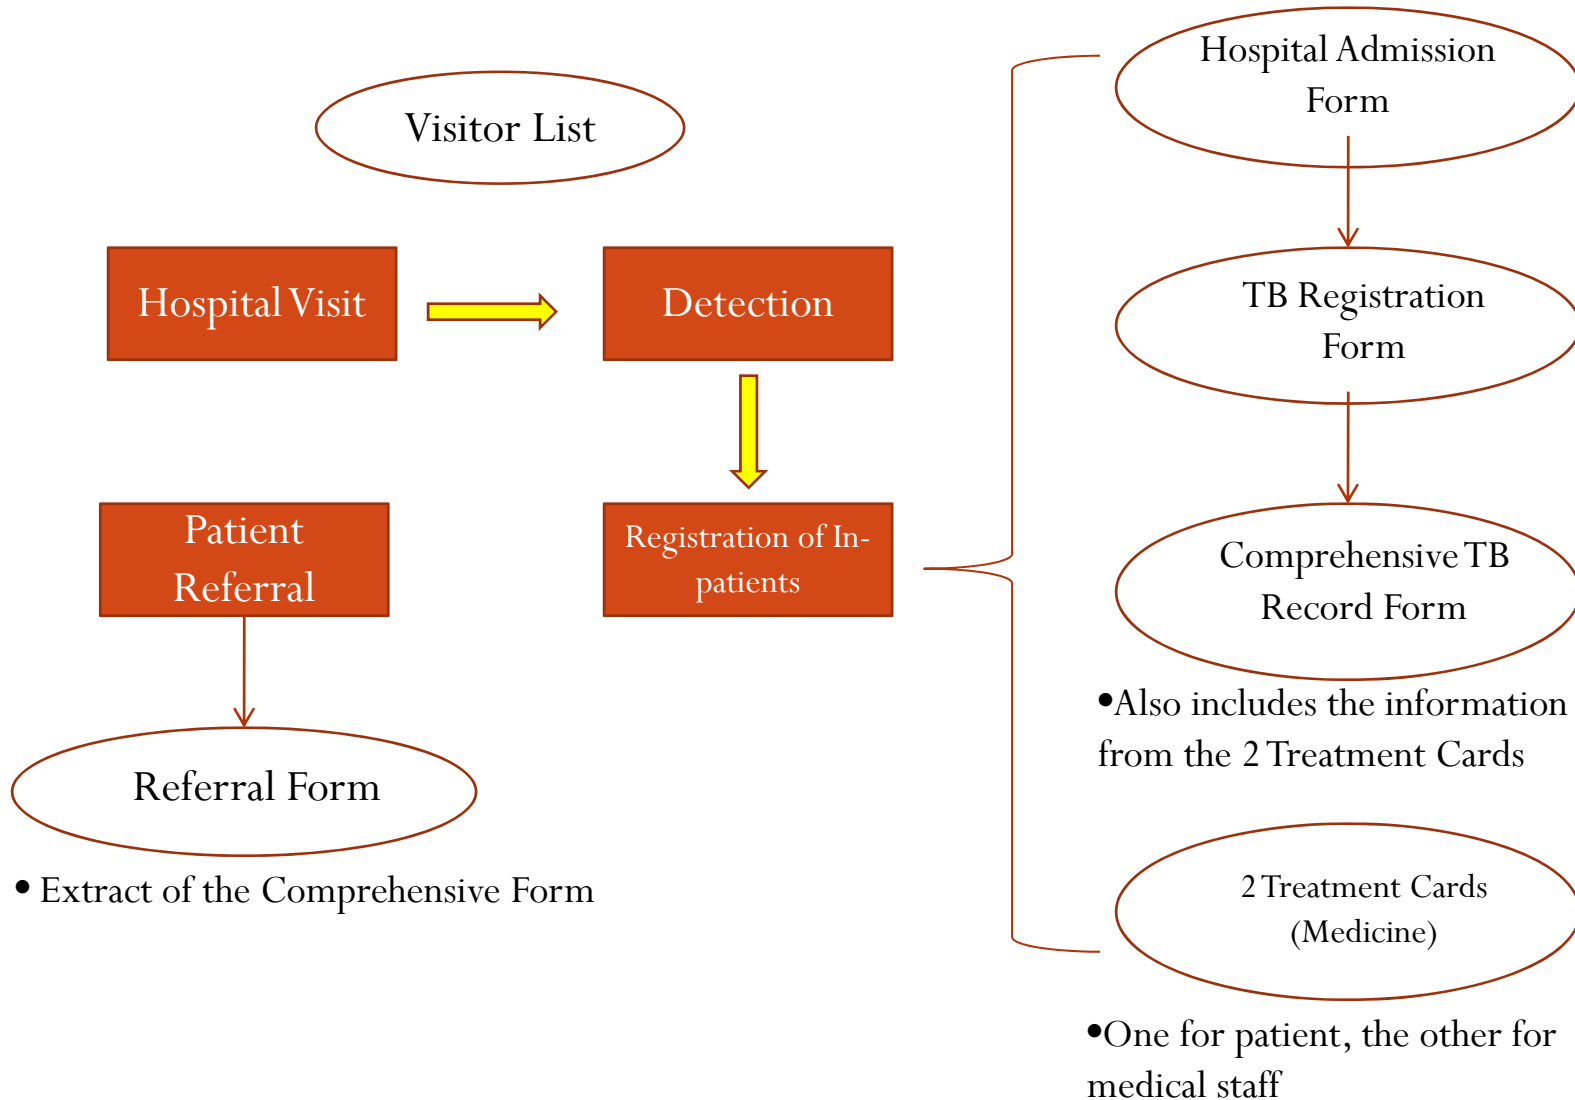 Visitor List
Hospital Visit
Detection
Patient
Referral
Registration of In-
patients
Referral Form
• Extract of the Comprehensive Form
Hospital Admission
Form
TB Registration
Form
Comprehensive TB
Record Form
•Also includes the information
from the 2 Treatment Cards
2 Treatment Cards
(Medicine)
•One for patient, the other for
medical staff